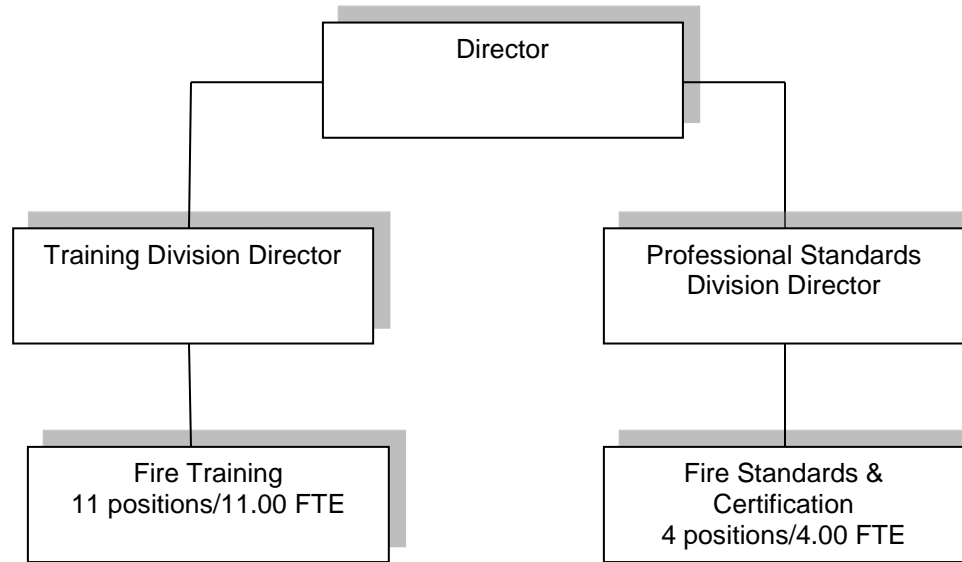 Director
Training Division Director
Professional Standards
Division Director
Fire Training
11 positions/11.00 FTE
Fire Standards &
Certification
4 positions/4.00 FTE